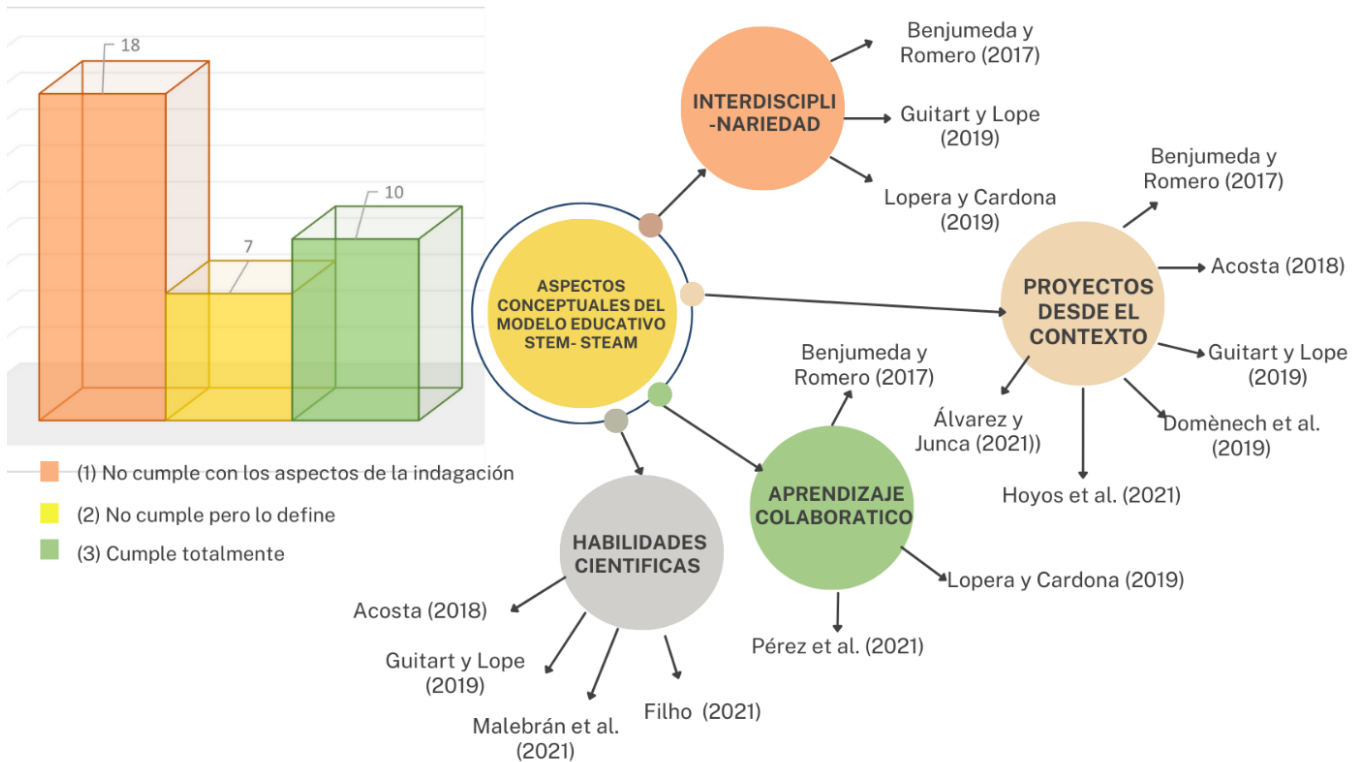 18
7
10
(1) No cumple con los aspectos de la indagación
(2) No cumple pero lo define
(3) Cumple totalmente
ASPECTOS
CONCEPTUALES DEL
MODELO EDUCATIVO
STEM- STEAM
INTERDISCIPLI
-NARIEDAD
Benjumeda y
Romero (2017)
Guitart y Lope
(2019)
Lopera y Cardona
(2019)
PROYECTOS
DESDE EL
CONTEXTO
Benjumeda y
Romero (2017)
Acosta (2018)
Guitart y Lope
(2019)
Domènech et al.
(2019)
Hoyos et al. (2021)
Álvarez y
Junca (2021))
APRENDIZAJE
COLABORATICO
Benjumeda y
Romero (2017)
Lopera y Cardona (2019)
Pérez et al. (2021)
HABILIDADES
CIENTIFICAS
Acosta (2018)
Guitart y Lope
(2019)
Malebrán et al.
(2021)
Filho (2021)